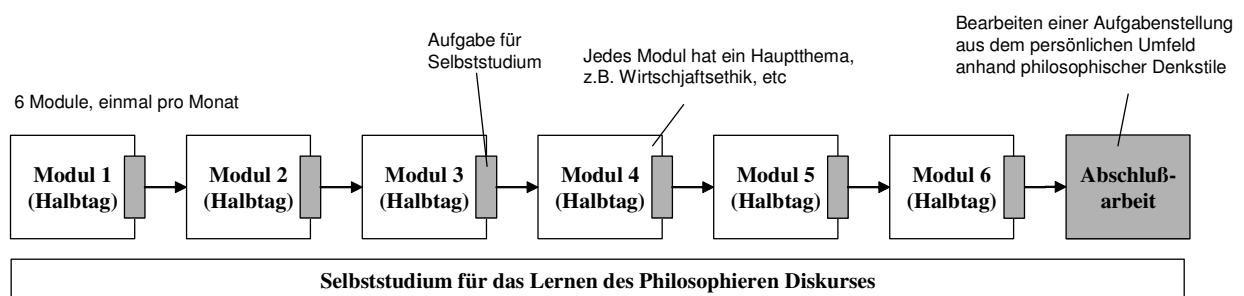 Bearbeiten einer Aufgabenstellung
aus dem persönlichen Umfeld
anhand philosophischer Denkstile
Aufgabe für
Selbststudium
Jedes Modul hat ein Hauptthema,
z.B. Wirtschjaftsethik, etc
6 Module, einmal pro Monat
Modul 1
(Halbtag)
Modul 2
(Halbtag)
Modul 3
(Halbtag)
Modul 4
(Halbtag)
Modul 5
(Halbtag)
Modul 6
(Halbtag)
Abschluß-
arbeit
Selbststudium für das Lernen des Philosophieren Diskurses